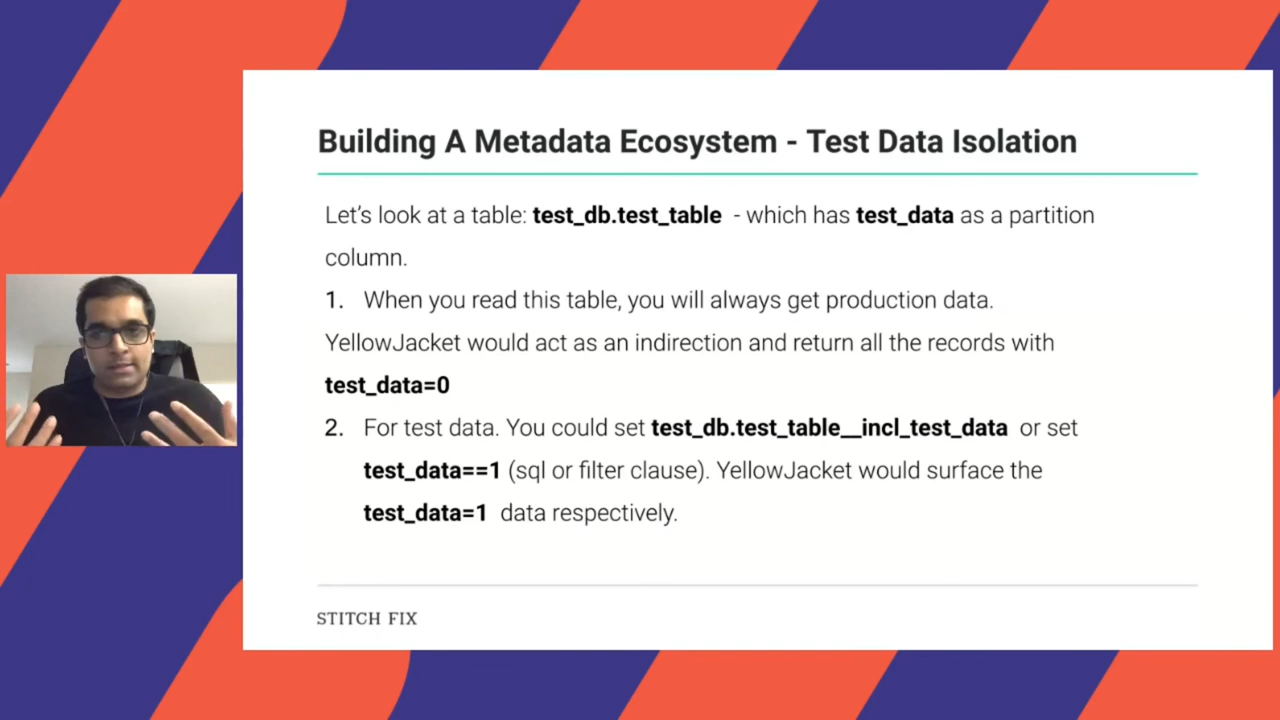 Building A Metadata Ecosystem - Test Data Isolation
Let's look at a table: test_db.test_table - which has test_data as a partition
column.
1. When you read this table, you will always get production data.
YellowJacket would act as an indirection and return all the records with
test_data=0
2. For test data. You could set test_db.test_table__incl_test_data or set
test_data==1 (sql or filter clause). YellowJacket would surface the
test_data=1 data respectively.
STITCH FIX